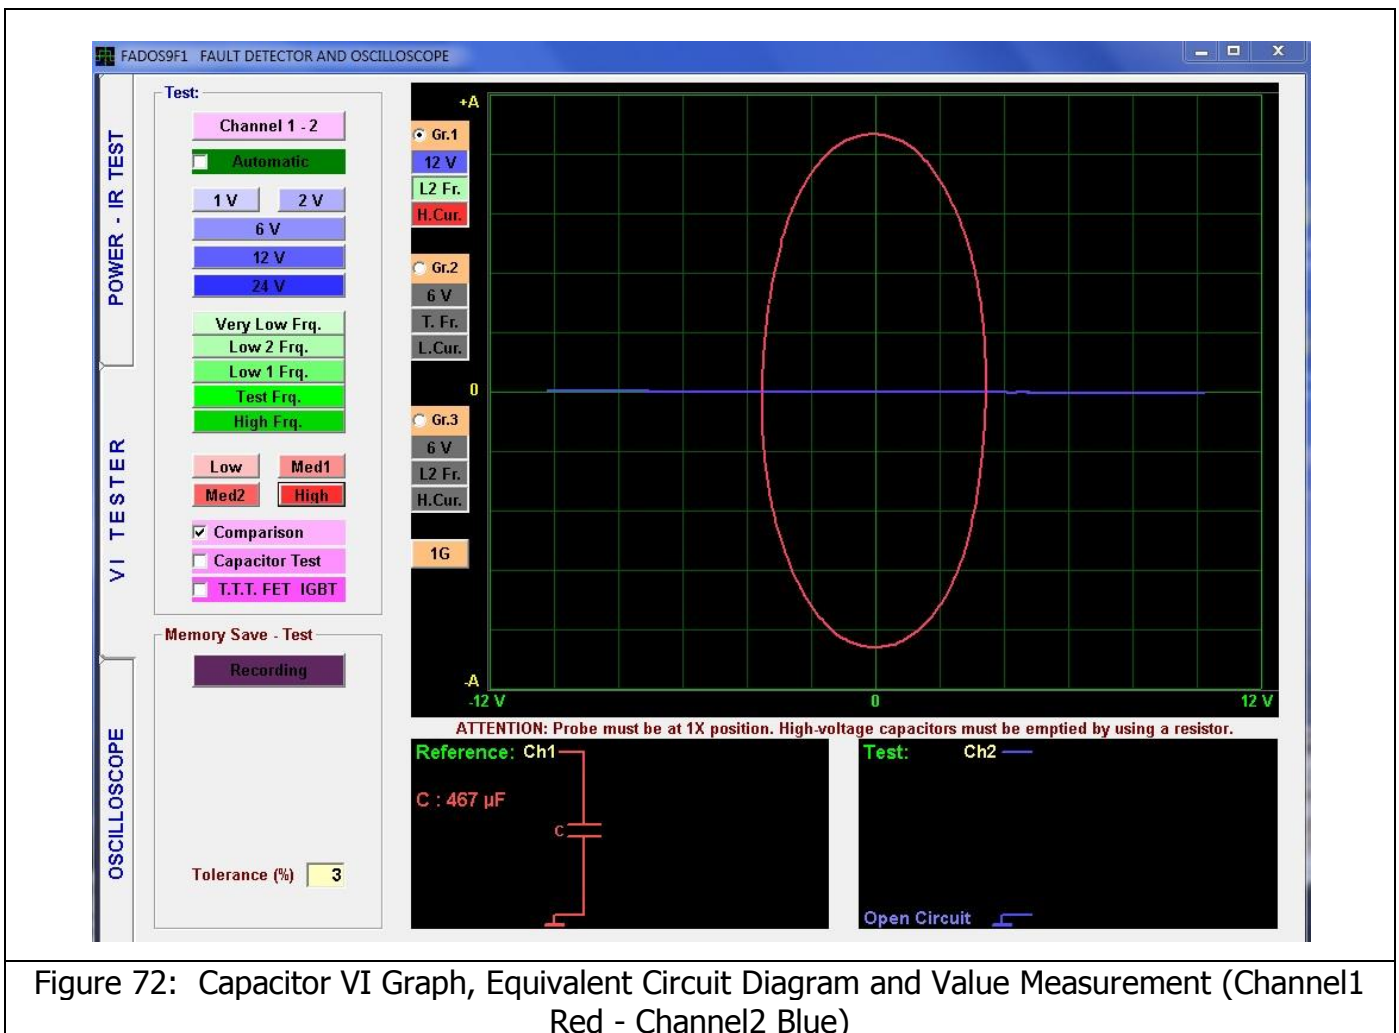 FADOS9F1 FAULT DETECTOR AND OSCILLOSCOPE
POWER - IR TEST
VI TESTER
OSCILLOSCOPE
Test:
Channel 1 - 2
Automatic
1 V
2 V
6 V
12 V
24 V
Very Low Frq.
Low 2 Frq.
Low 1 Frq.
Test Frq.
High Frq.
Low
Med1
Med2
High
Comparison
Capacitor Test
T.T.T. FET IGBT
Memory Save - Test
Recording
Tolerance (%) 3
Gr.1
12 V
L2 Fr.
H.Cur.
Gr.2
6 V
T. Fr.
L.Cur.
Gr.3
6 V
L2 Fr.
H.Cur.
1G
+A
0
-A
-12 V
0
12 V
ATTENTION: Probe must be at 1X position. High-voltage capacitors must be emptied by using a resistor.
Reference: Ch1
C : 467 µF
C
Test: Ch2
Open Circuit
Figure 72: Capacitor VI Graph, Equivalent Circuit Diagram and Value Measurement (Channel1
Red - Channel2 Blue)